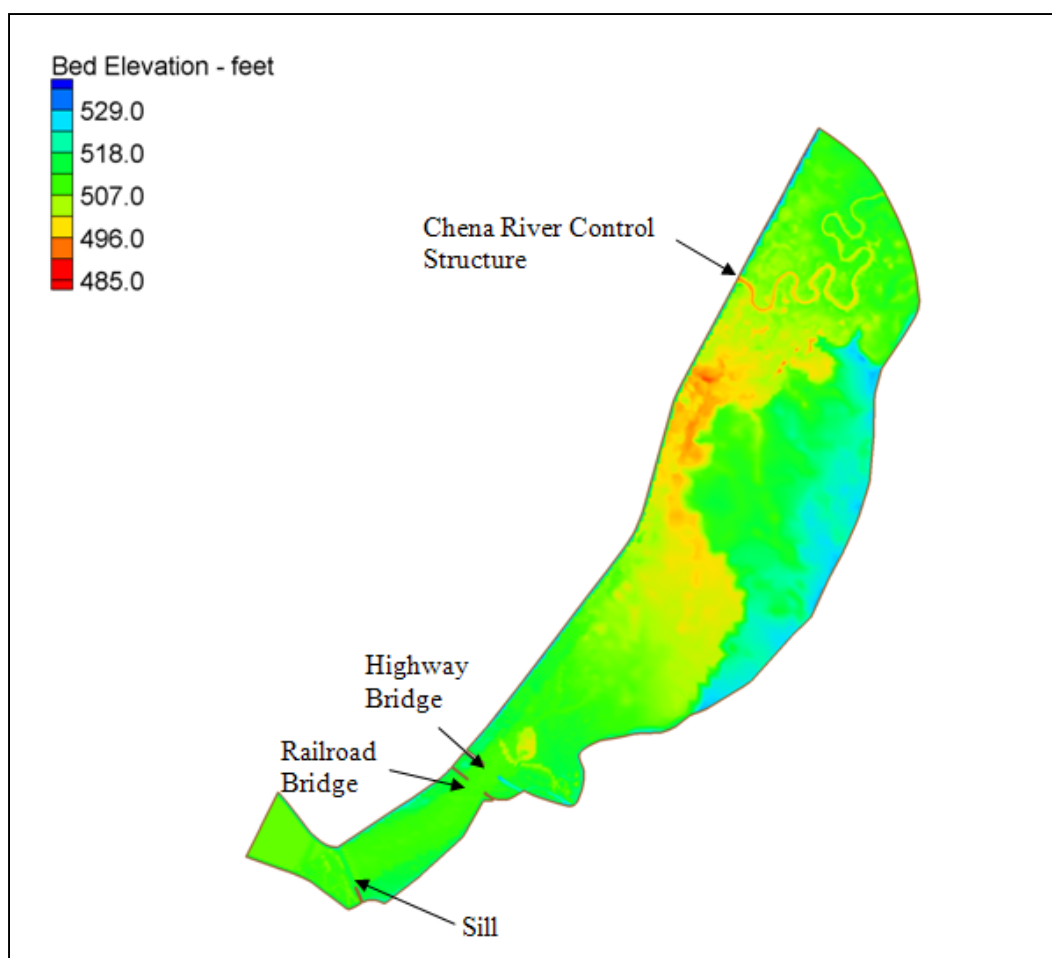 Bed Elevation - feet
529.0
518.0
507.0
496.0
485.0
Chena River Control
Structure
Highway
Bridge
Railroad
Bridge
Sill